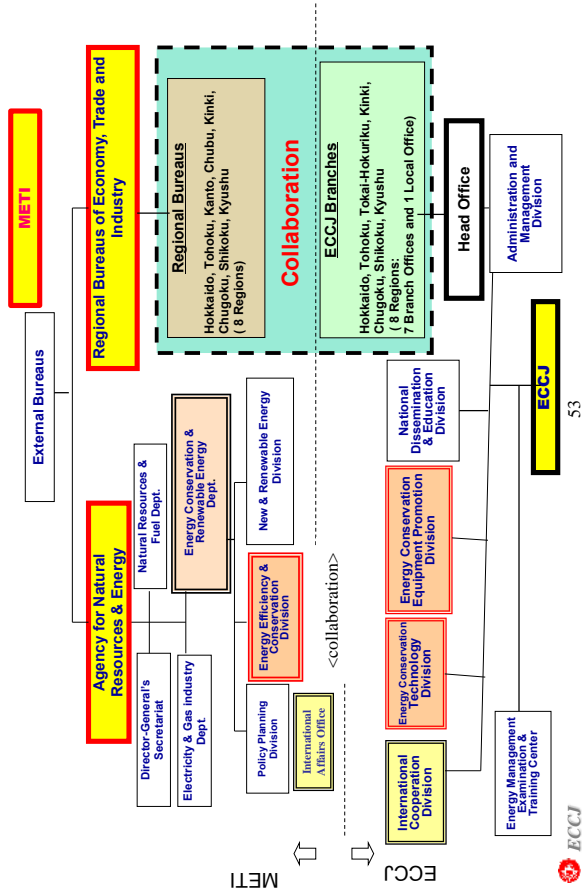 METI
External Bureaus
Agency for Natural
Resources & Energy
Regional Bureaus of Economy, Trade and
Industry
Director-General's
Secretariat
Natural Resources &
Fuel Dept.
Electricity & Gas industry
Dept.
Energy Conservation &
Renewable Energy
Dept.
Policy Planning
Division
Energy Efficiency &
Conservation
Division
New & Renewable Energy
Division
International
Affairs Office
Regional Bureaus
Hokkaido, Tohoku, Kanto, Chubu, Kinki,
Chugoku, Shikoku, Kyushu
( 8 Regions)
Collaboration
<collaboration>
METI
ECCJ
ECCJ Branches
Hokkaido, Tohoku, Tokai-Hokuriku, Kinki,
Chugoku, Shikoku, Kyushu
( 8 Regions:
7 Branch Offices and 1 Local Office)
Head Office
International
Cooperation
Division
Energy Conservation
Technology
Division
Energy Conservation
Equipment Promotion
Division
National
Dissemination
& Education
Division
Administration and
Management
Division
Energy Management
Examination &
Training Center
ECCJ
53
ECCJ